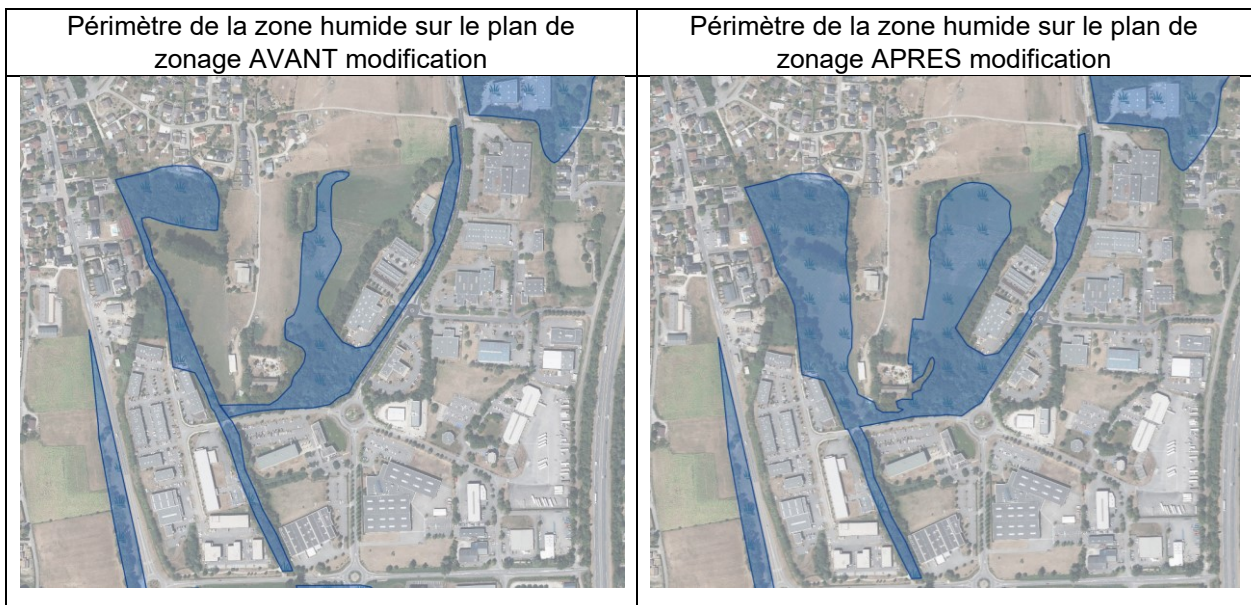 Périmètre de la zone humide sur le plan de
zonage AVANT modification
Périmètre de la zone humide sur le plan de
zonage APRES modification